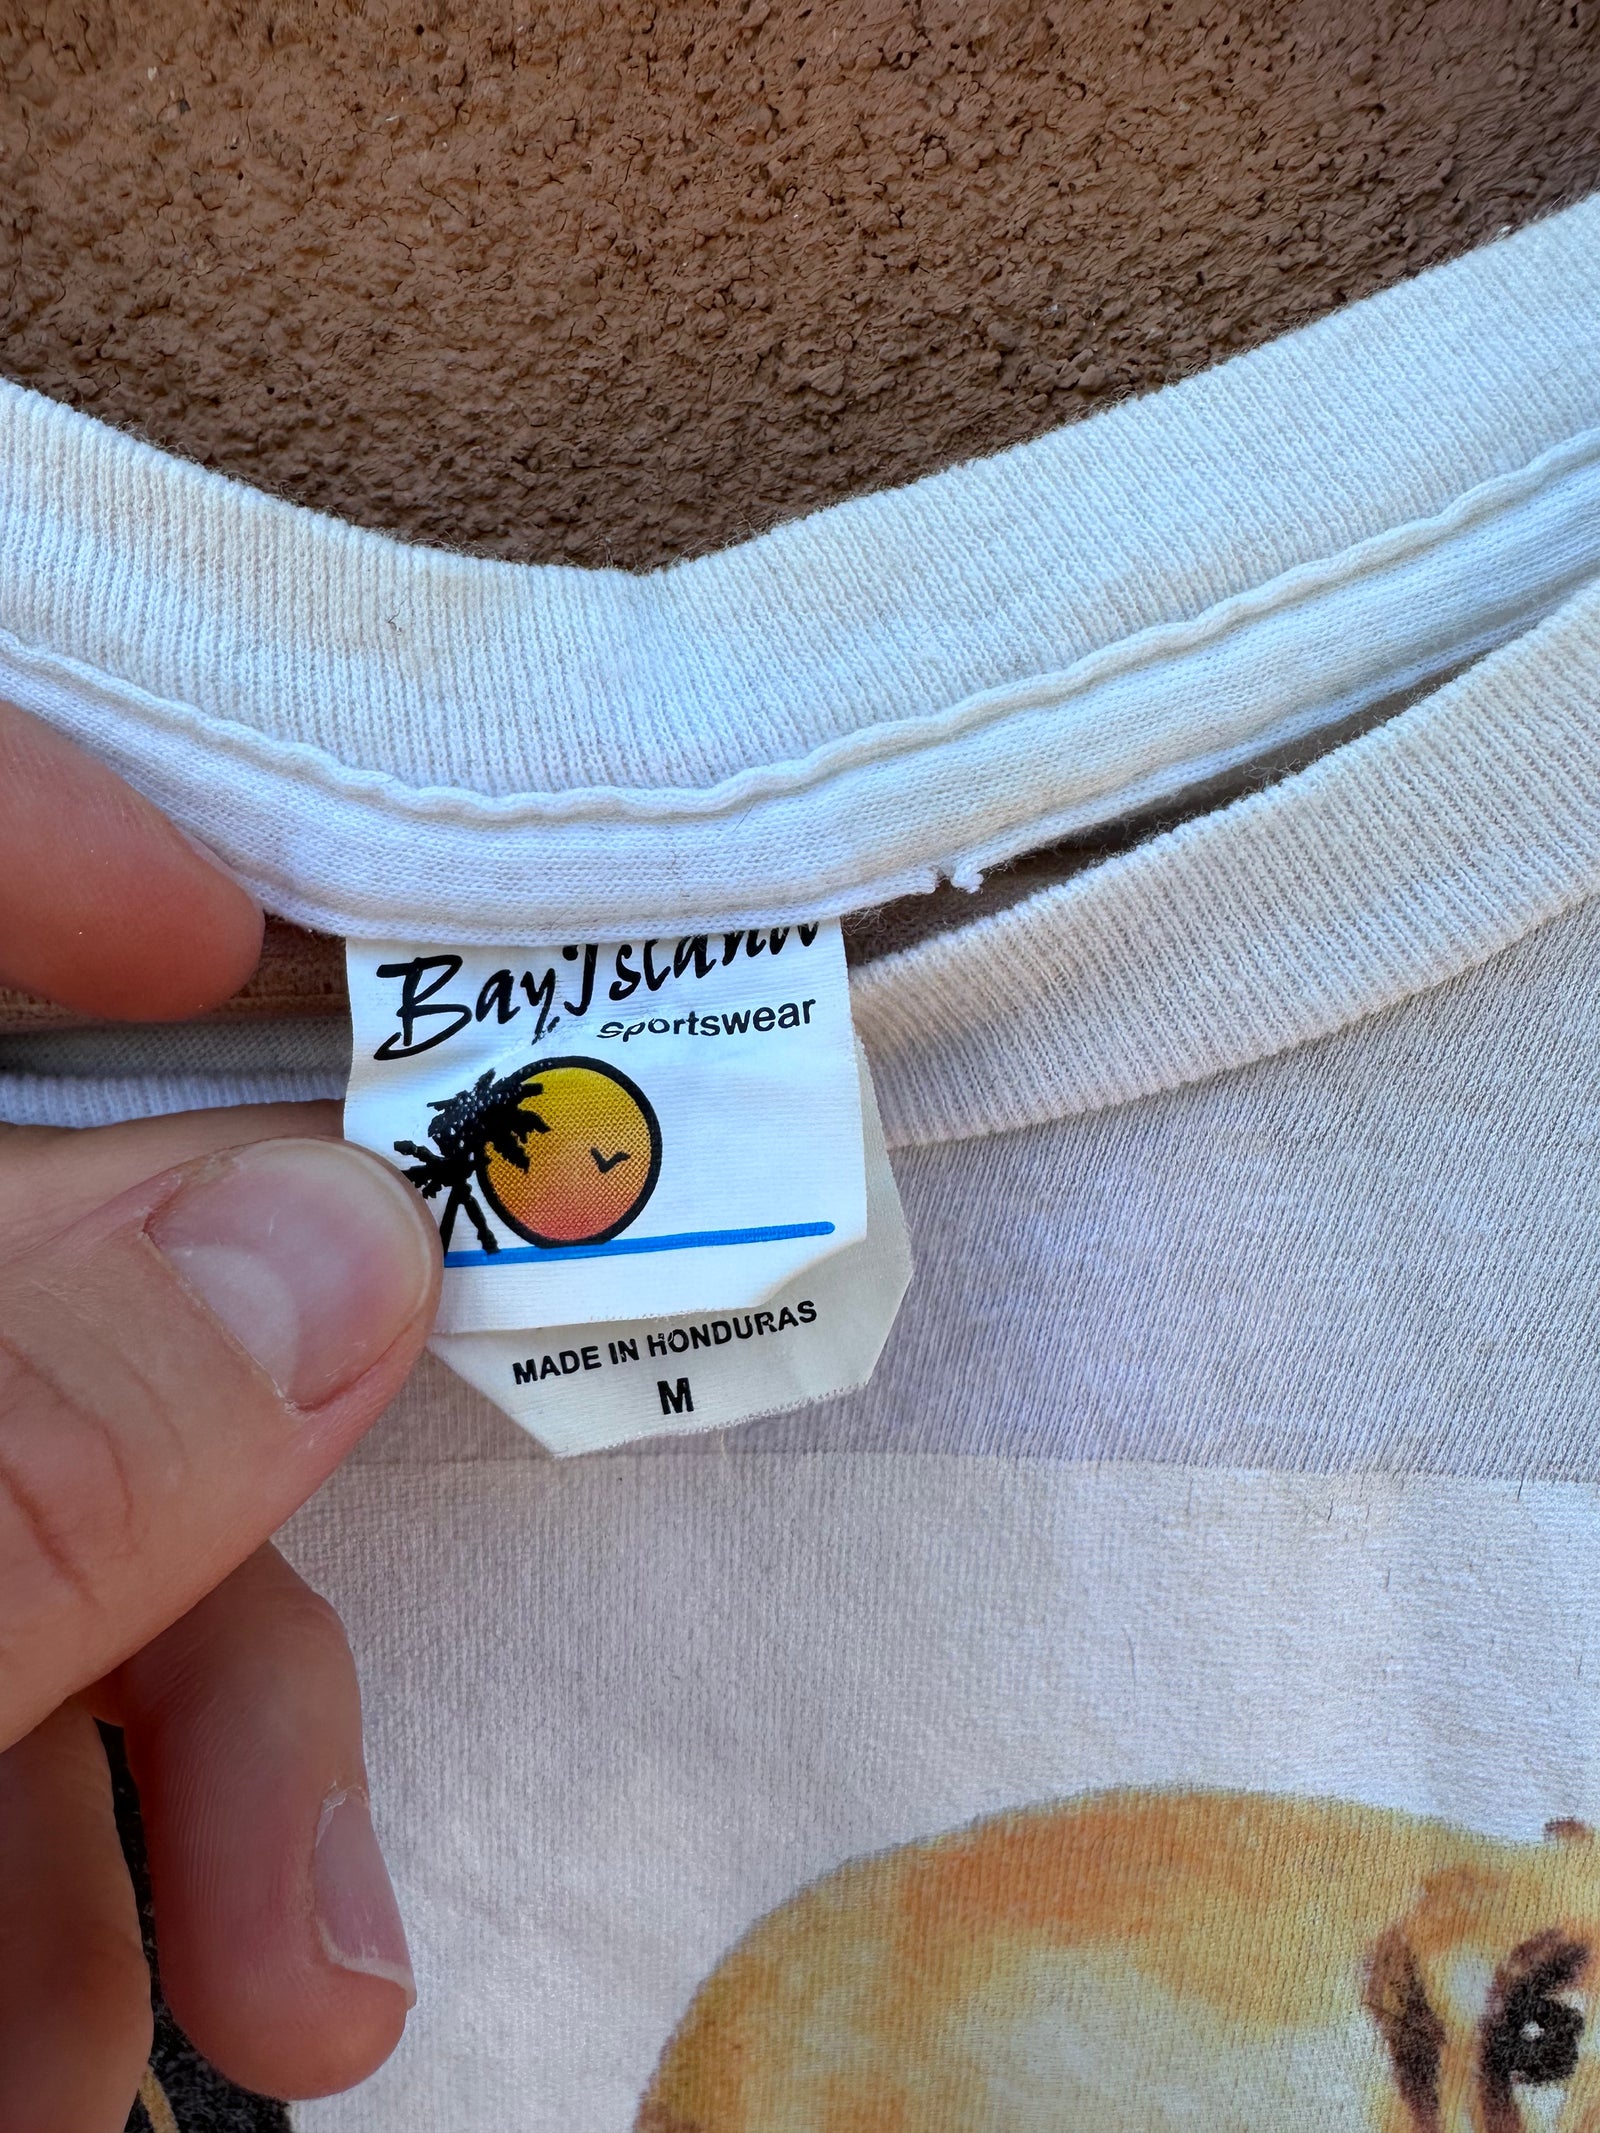 Bay Island
Sportswear
MADE IN HONDURAS
M